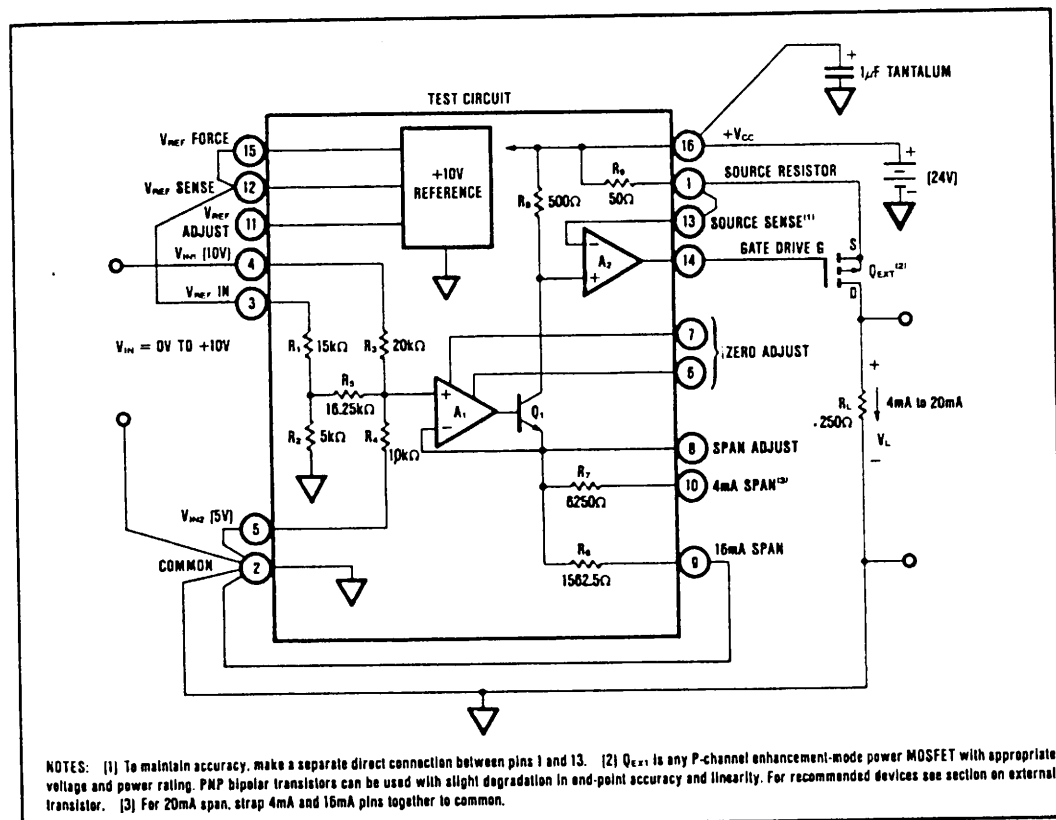 1µF TANTALUM
TEST CIRCUIT
VREF FORCE
15
+10V
REFERENCE
16
+VCC
R9
50Ω
1
SOURCE RESISTOR
[24V]
VREF SENSE
12
R8
500Ω
VREF
ADJUST
11
13
SOURCE SENSE(1)
VIN1 (10V)
4
A2
14
GATE DRIVE G
S
QEXT(2)
D
VREF IN
3
VIN = 0V TO +10V
R1
15kΩ
R3
20kΩ
7
ZERO ADJUST
6
R5
16.25kΩ
A1
Q1
RL
250Ω
4mA to 20mA
VL
R2
5kΩ
R4
10kΩ
8
SPAN ADJUST
R7
6250Ω
10
4mA SPAN(3)
VIN2 (5V)
5
COMMON
2
1562.5Ω
9
16mA SPAN
NOTES: (1) To maintain accuracy, make a separate direct connection between pins 1 and 13. (2) QEXT is any P-channel enhancement-mode power MOSFET with appropriate
voltage and power rating. PNP bipolar transistors can be used with slight degradation in end-point accuracy and linearity. For recommended devices see section on external
transistor. (3) For 20mA span, strap 4mA and 16mA pins together to common.